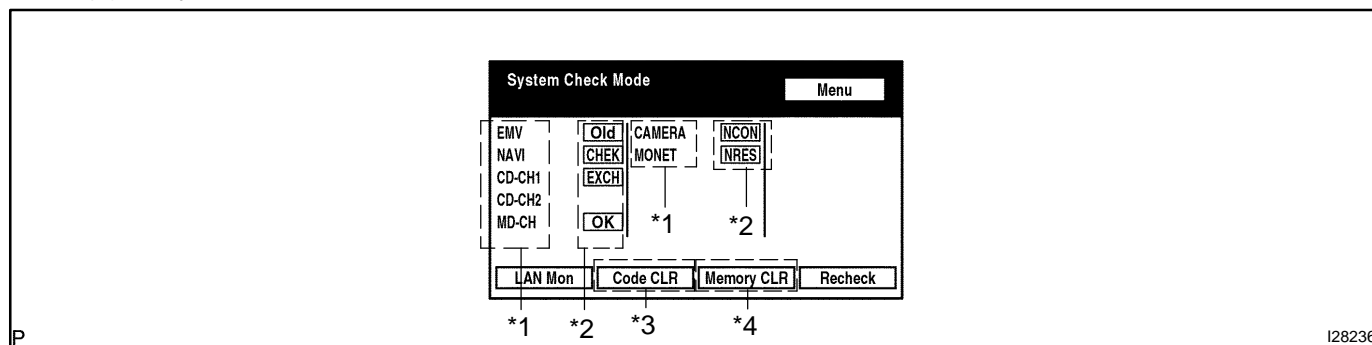 System Check Mode
Menu
EMV Old CAMERA NCON
NAVI CHEK MONET NRES
CD-CH1 EXCH
CD-CH2
MD-CH OK
*1 *2
LAN Mon Code CLR Memory CLR Recheck
*1 *2 *3 *4
P I28236